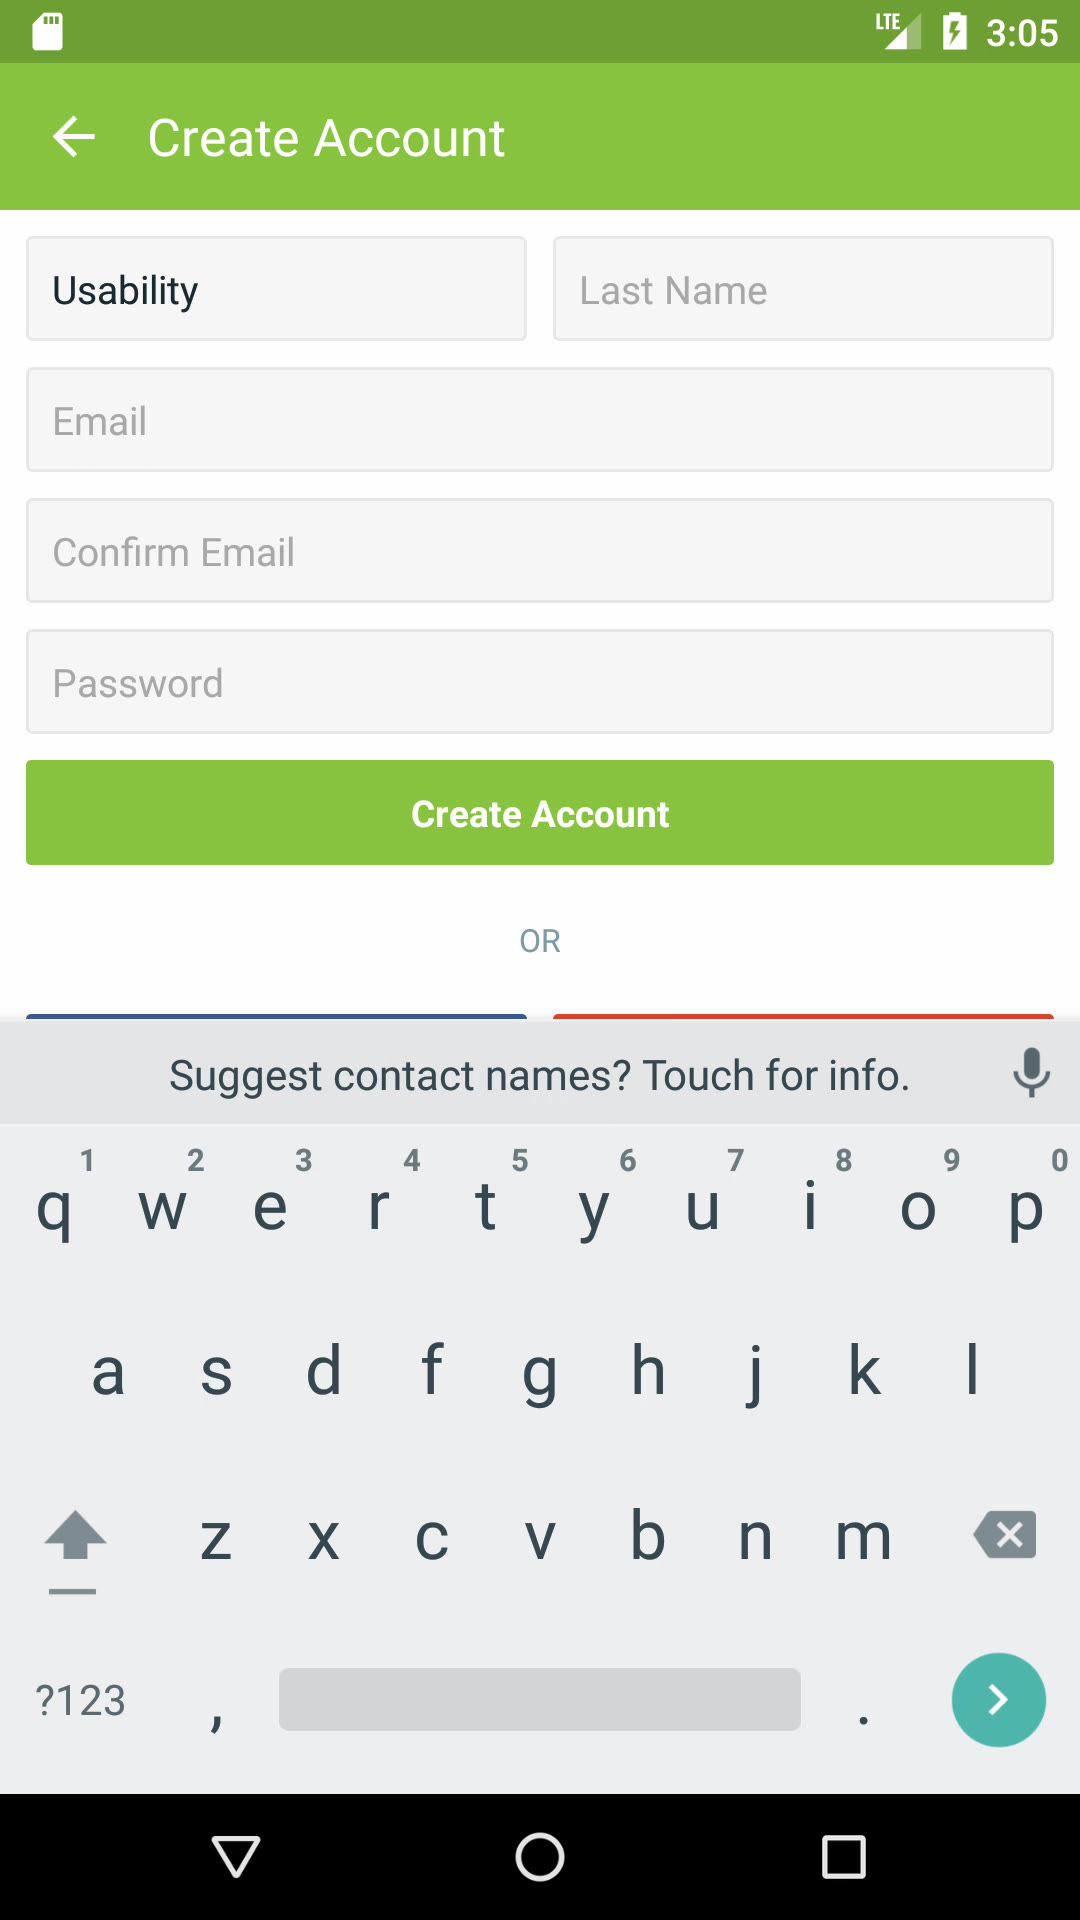 LTE 3:05
Create Account
Usability Last Name
Email
Confirm Email
Password
Create Account
OR
Suggest contact names? Touch for info.
1 2 3 4 5 6 7 8 9 0
q w e r t y u i o p
a s d f g h j k l
z x c v b n m
?123 , .